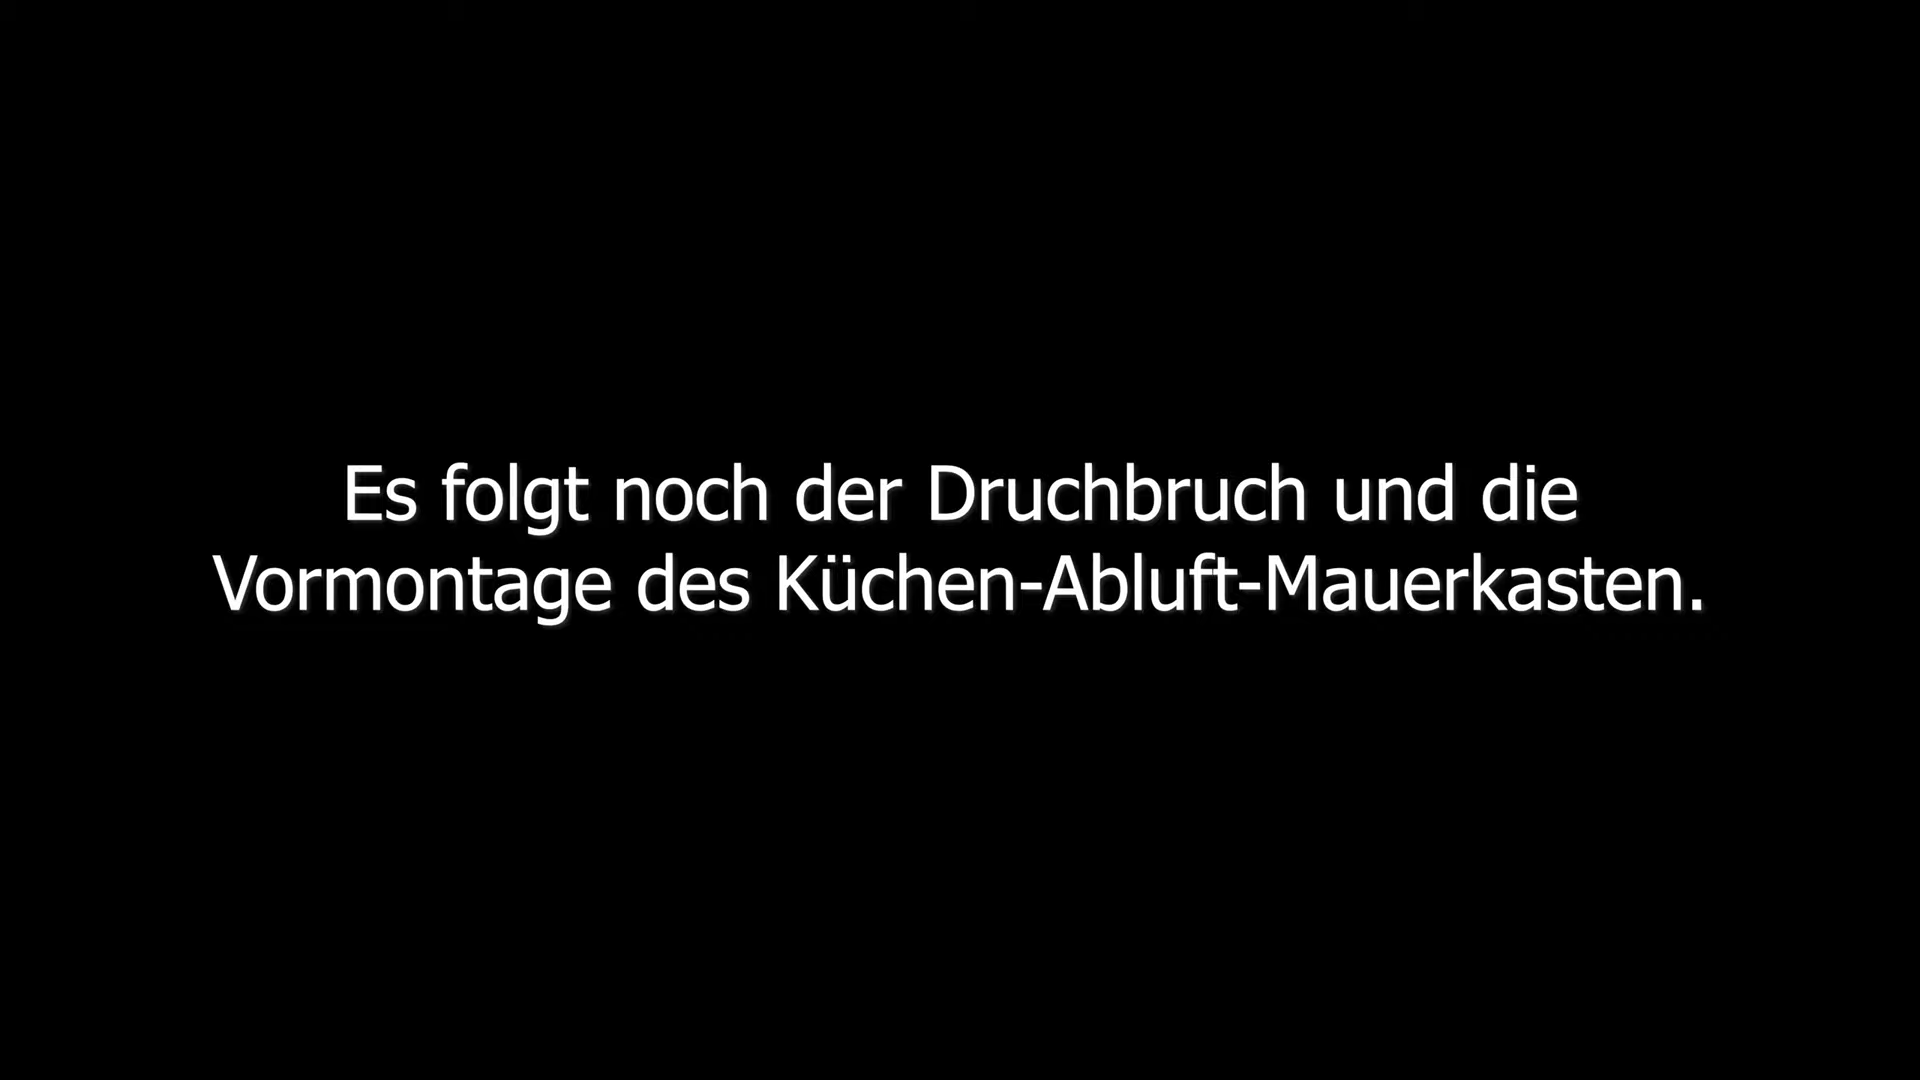 Es folgt noch der Druchbruch und die
Vormontage des Küchen-Abluft-Mauerkasten.